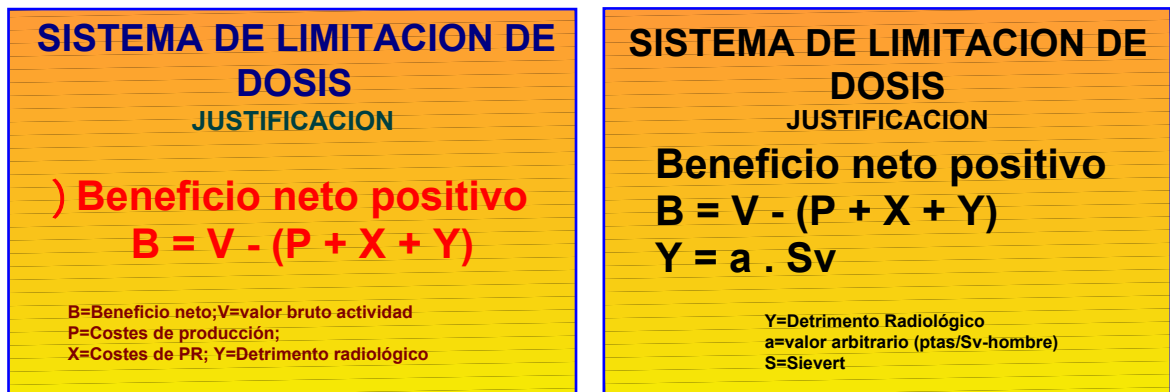 SISTEMA DE LIMITACION DE
DOSIS
JUSTIFICACION
) Beneficio neto positivo
B = V - (P + X + Y)
B=Beneficio neto;V=valor bruto actividad
P=Costes de producción;
X=Costes de PR; Y=Detrimento radiológico
SISTEMA DE LIMITACION DE
DOSIS
JUSTIFICACION
Beneficio neto positivo
B = V - (P + X + Y)
Y = a . Sv
Y=Detrimento Radiológico
a=valor arbitrario (ptas/Sv-hombre)
S=Sievert